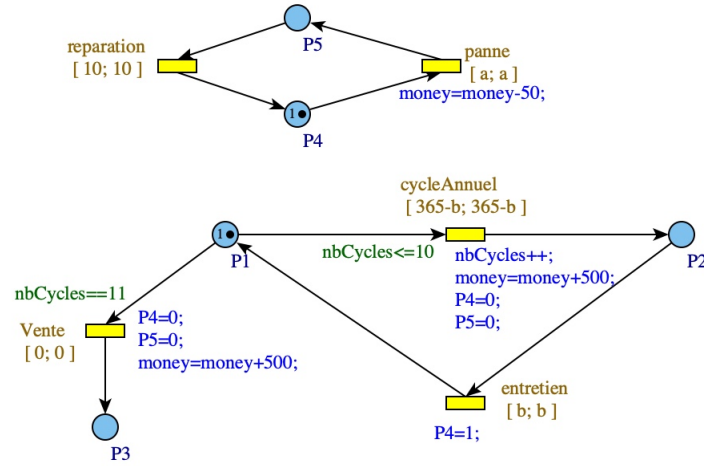 P5
reparation
[ 10; 10 ]
panne
[ a; a ]
money=money-50;
1
P4
cycleAnnuel
[ 365-b; 365-b ]
1
P1
nbCycles<=10
nbCycles++;
money=money+500;
P4=0;
P5=0;
P2
nbCycles==11
Vente
[ 0; 0 ]
P4=0;
P5=0;
money=money+500;
entretien
[ b; b ]
P4=1;
P3